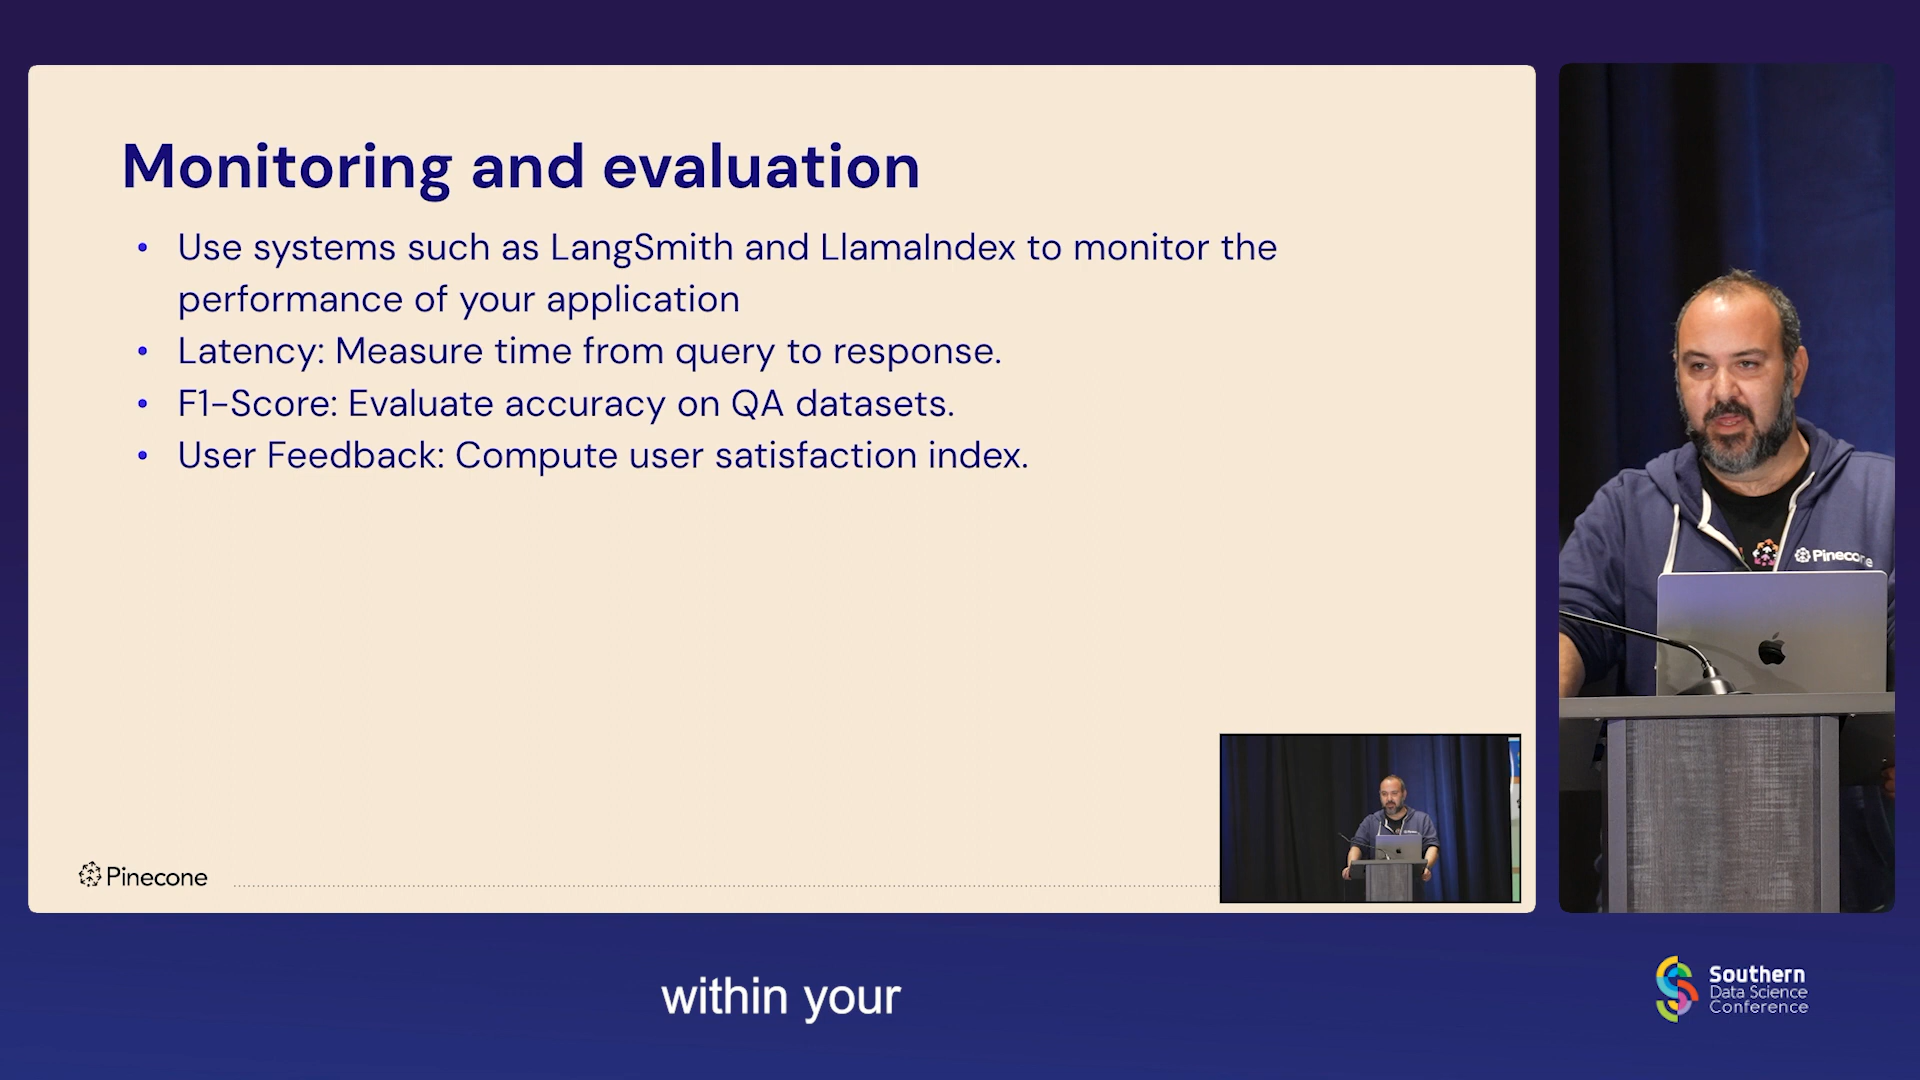 Monitoring and evaluation
• Use systems such as LangSmith and LlamaIndex to monitor the
performance of your application
• Latency: Measure time from query to response.
• F1-Score: Evaluate accuracy on QA datasets.
• User Feedback: Compute user satisfaction index.
Pinecone
Pinecone
within your
Southern
Data Science
Conference